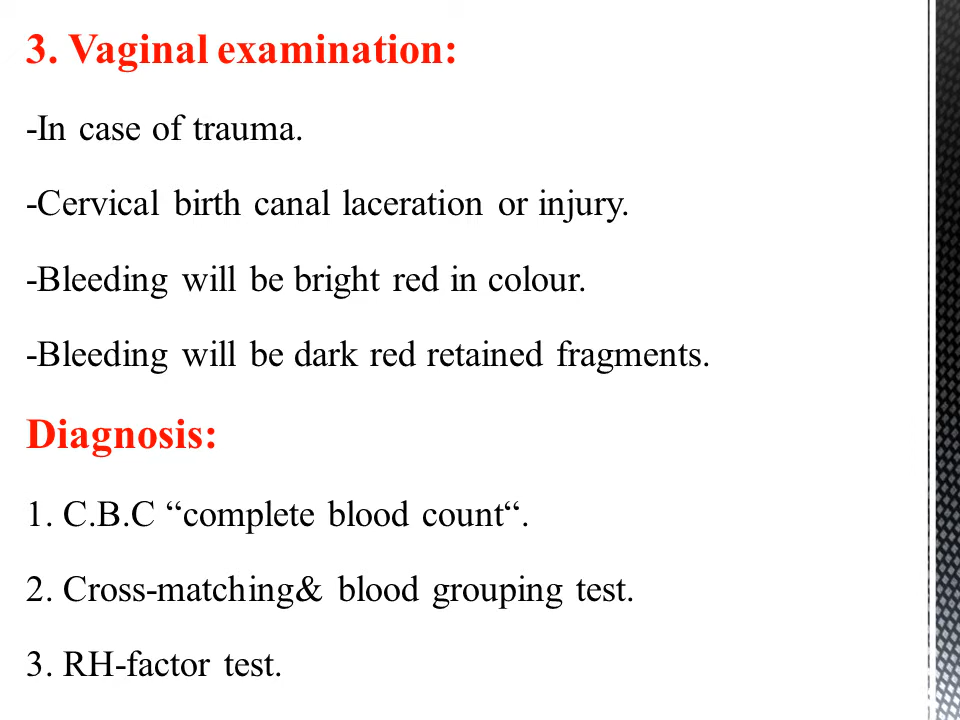 3. Vaginal examination:
-In case of trauma.
-Cervical birth canal laceration or injury.
-Bleeding will be bright red in colour.
-Bleeding will be dark red retained fragments.
Diagnosis:
1. C.B.C “complete blood count“.
2. Cross-matching& blood grouping test.
3. RH-factor test.